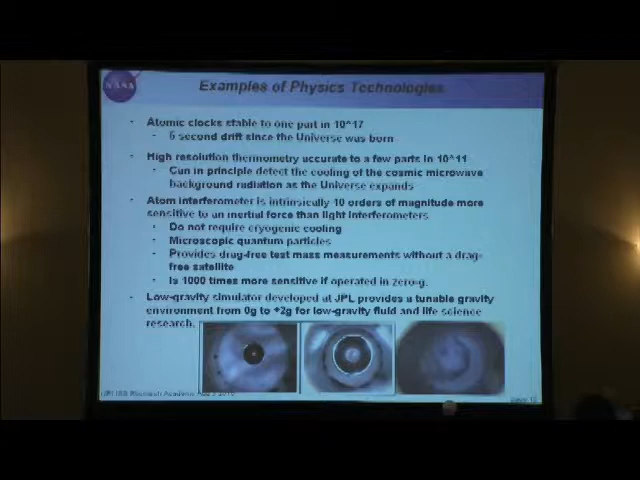 NASA
Examples of Physics Technologies
- Atomic clocks stable to one part in 10^17
- 5 second drift since the Universe was born
- High resolution thermometry accurate to a few parts in 10^11
- Can in principle detect the cooling of the cosmic microwave
background radiation as the Universe expands
- Atom interferometer is intrinsically 10 orders of magnitude more
sensitive to an inertial force than light interferometers
- Do not require cryogenic cooling
- Microscopic quantum particles
- Provides drag-free test mass measurements without a drag-
free satellite
- Is 1000 times more sensitive if operated in zero-g.
- Low-gravity simulator developed at JPL provides a tunable gravity
environment from 0g to +2g for low-gravity fluid and life science
research.